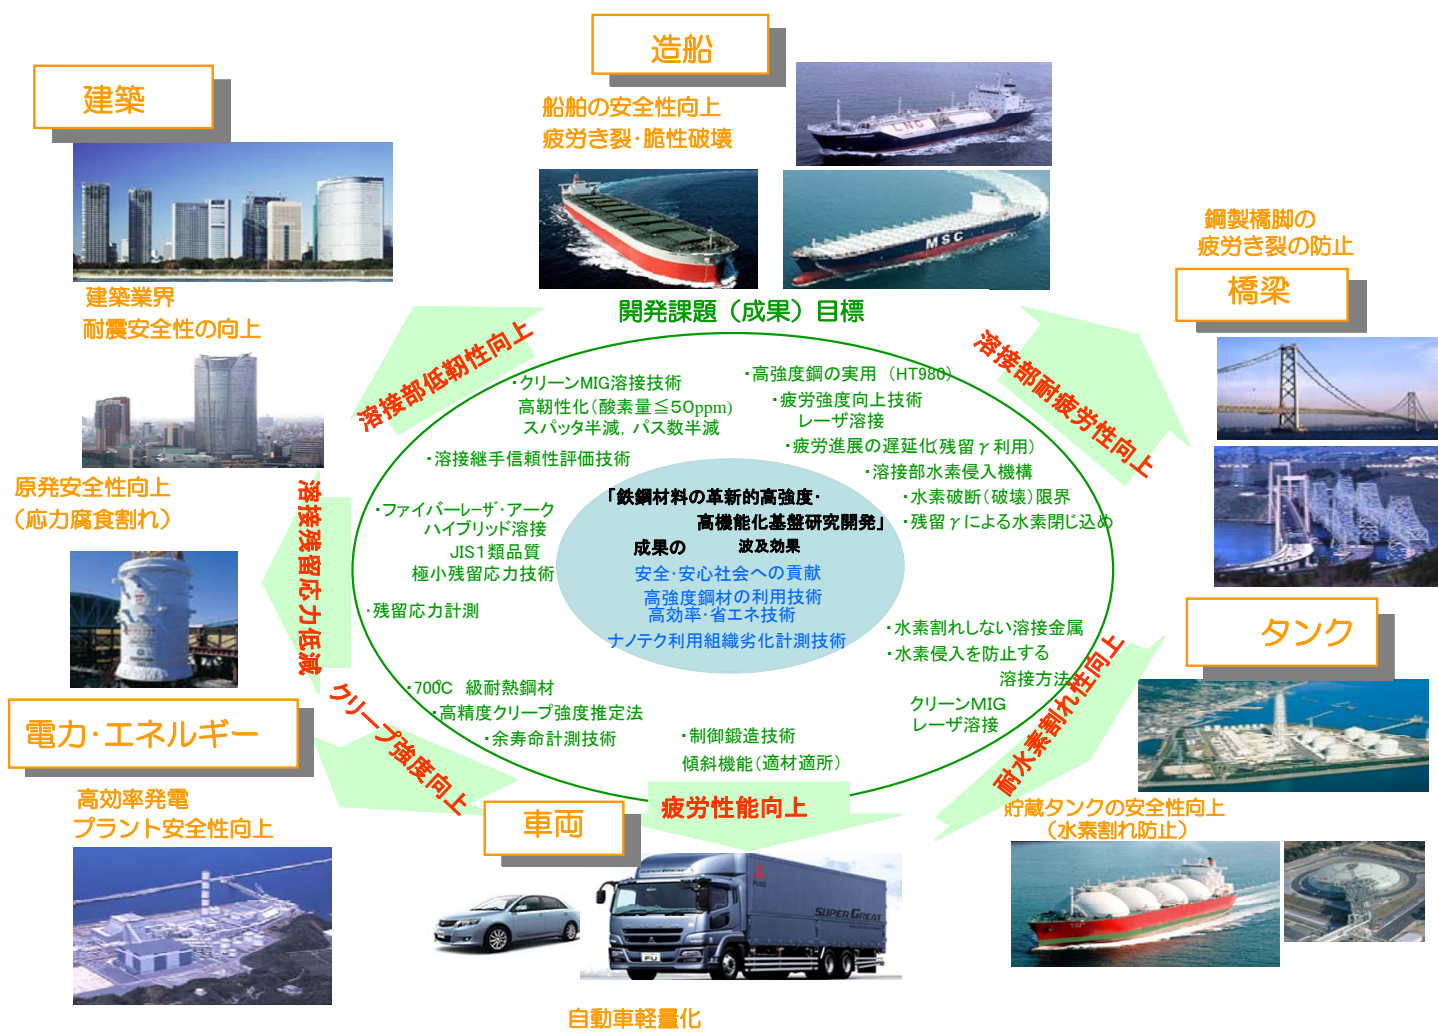 造船
船舶の安全性向上
疲労き裂・脆性破壊
LNG
MSC
建築
建築業界
耐震安全性の向上
原発安全性向上
（応力腐食割れ）
鋼製橋脚の
疲労き裂の防止
橋梁
開発課題（成果）目標
溶接部低靭性向上
溶接部耐疲労性向上
・クリーンMIG溶接技術
高靭性化（酸素量≦50ppm）
スパッタ半減，パス数半減
・溶接継手信頼性評価技術
・ファイバーレーザ・アーク
ハイブリッド溶接
JIS1類品質
極小残留応力技術
・残留応力計測
・高強度鋼の実用（HT980）
・疲労強度向上技術
レーザ溶接
・疲労進展の遅延化（残留γ利用）
・溶接部水素侵入機構
・水素破断（破壊）限界
・残留γによる水素閉じ込め
「鉄鋼材料の革新的高強度・
高機能化基盤研究開発」
成果の　波及効果
安全・安心社会への貢献
高強度鋼材の利用技術
高効率・省エネ技術
ナノテク利用組織劣化計測技術
溶接残留応力低減
・700℃　級耐熱鋼材
・高精度クリープ強度推定法
・余寿命計測技術
・制御鍛造技術
傾斜機能（適材適所）
・水素割れしない溶接金属
・水素侵入を防止する
溶接方法
クリーンMIG
レーザ溶接
クリープ強度向上
疲労性能向上
耐水素割れ性向上
タンク
貯蔵タンクの安全性向上
（水素割れ防止）
電力・エネルギー
高効率発電
プラント安全性向上
車両
SUPER GREAT
FUSO
SUPER GREAT
FU
自動車軽量化